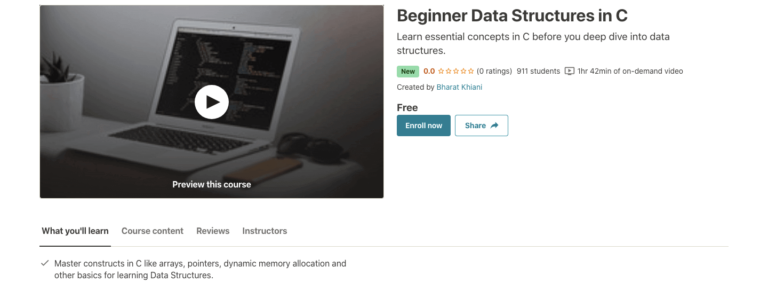 Beginner Data Structures in C
Learn essential concepts in C before you deep dive into data
structures.
New 0.0 (0 ratings) 911 students 1hr 42min of on-demand video
Created by Bharat Khiani
Free
Enroll now Share
Preview this course
What you'll learn Course content Reviews Instructors
Master constructs in C like arrays, pointers, dynamic memory allocation and
other basics for learning Data Structures.